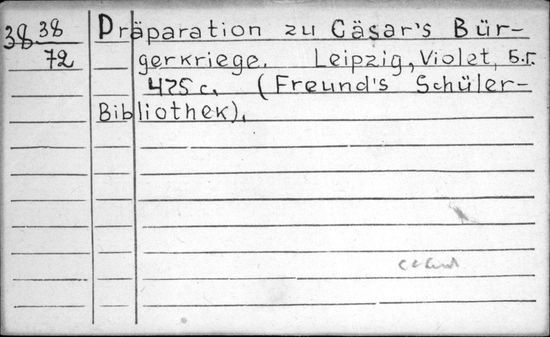 38 38
72
Präparation zu Cäsar's Bür-
gerkriege. Leipzig, Violet, б.г.
475 с. (Freund's Schüler-
Bibliothek).